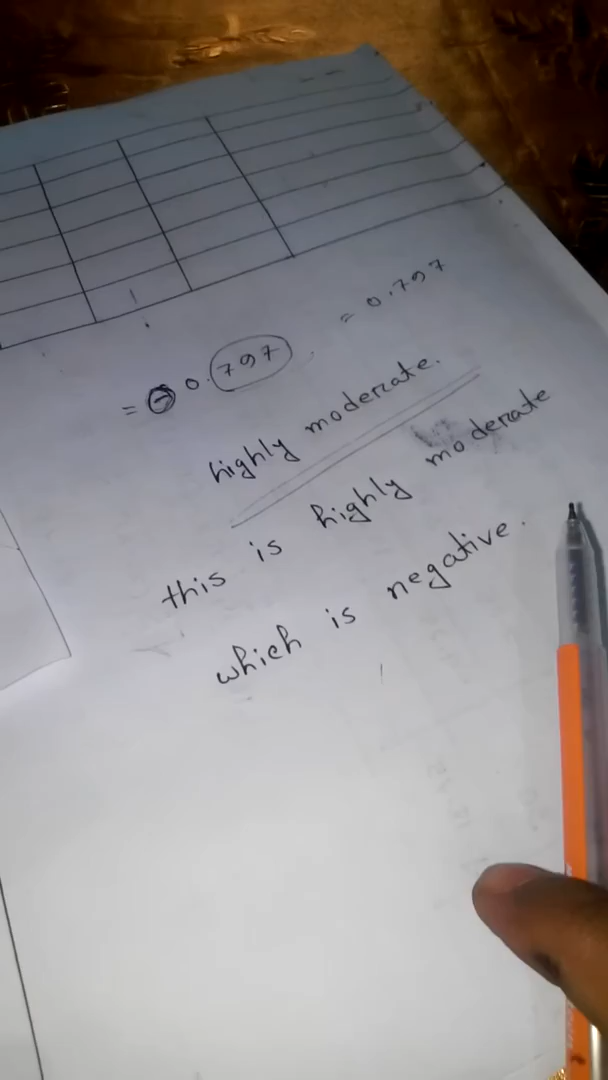 = - 0.797
= 0.797
highly moderate.
this is highly moderate
which is negative.